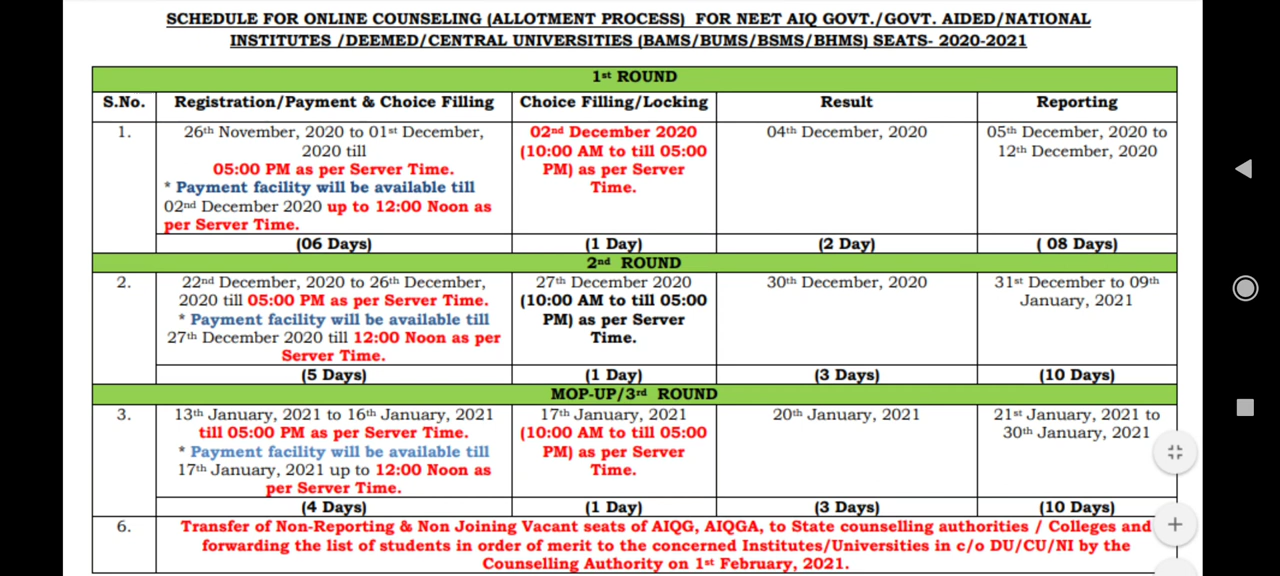 SCHEDULE FOR ONLINE COUNSELING (ALLOTMENT PROCESS) FOR NEET AIQ GOVT./GOVT. AIDED/NATIONAL
INSTITUTES /DEEMED/CENTRAL UNIVERSITIES (BAMS/BUMS/BSMS/BHMS) SEATS- 2020-2021
1st ROUND
S.No. Registration/Payment & Choice Filling Choice Filling/Locking Result Reporting
1. 26th November, 2020 to 01st December, 02nd December 2020 04th December, 2020 05th December, 2020 to
2020 till (10:00 AM to till 05:00 12th December, 2020
05:00 PM as per Server Time. PM) as per Server
* Payment facility will be available till Time.
02nd December 2020 up to 12:00 Noon as
per Server Time.
(06 Days) (1 Day) (2 Day) ( 08 Days)
2nd ROUND
2. 22nd December, 2020 to 26th December, 27th December 2020 30th December, 2020 31st December to 09th
2020 till 05:00 PM as per Server Time. (10:00 AM to till 05:00 January, 2021
* Payment facility will be available till PM) as per Server
27th December 2020 till 12:00 Noon as per Time.
Server Time.
(5 Days) (1 Day) (3 Days) (10 Days)
MOP-UP/3rd ROUND
3. 13th January, 2021 to 16th January, 2021 17th January, 2021 20th January, 2021 21st January, 2021 to
till 05:00 PM as per Server Time. (10:00 AM to till 05:00 30th January, 2021
* Payment facility will be available till PM) as per Server
17th January, 2021 up to 12:00 Noon as Time.
per Server Time.
(4 Days) (1 Day) (3 Days) (10 Days)
6. Transfer of Non-Reporting & Non Joining Vacant seats of AIQG, AIQGA, to State counselling authorities / Colleges and
forwarding the list of students in order of merit to the concerned Institutes/Universities in c/o DU/CU/NI by the
Counselling Authority on 1st February, 2021.